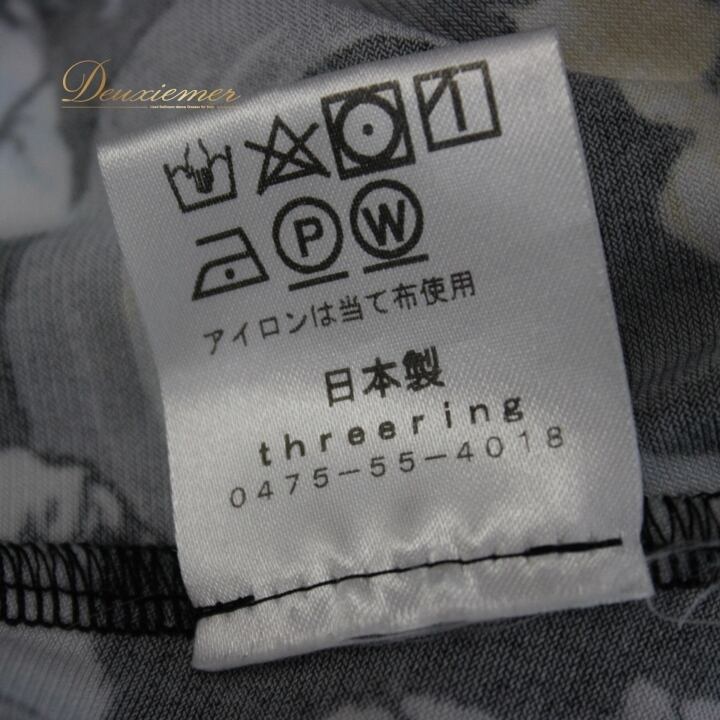 Deuxiemer
P W
アイロンは当て布使用
日本製
threering
0475-55-4018